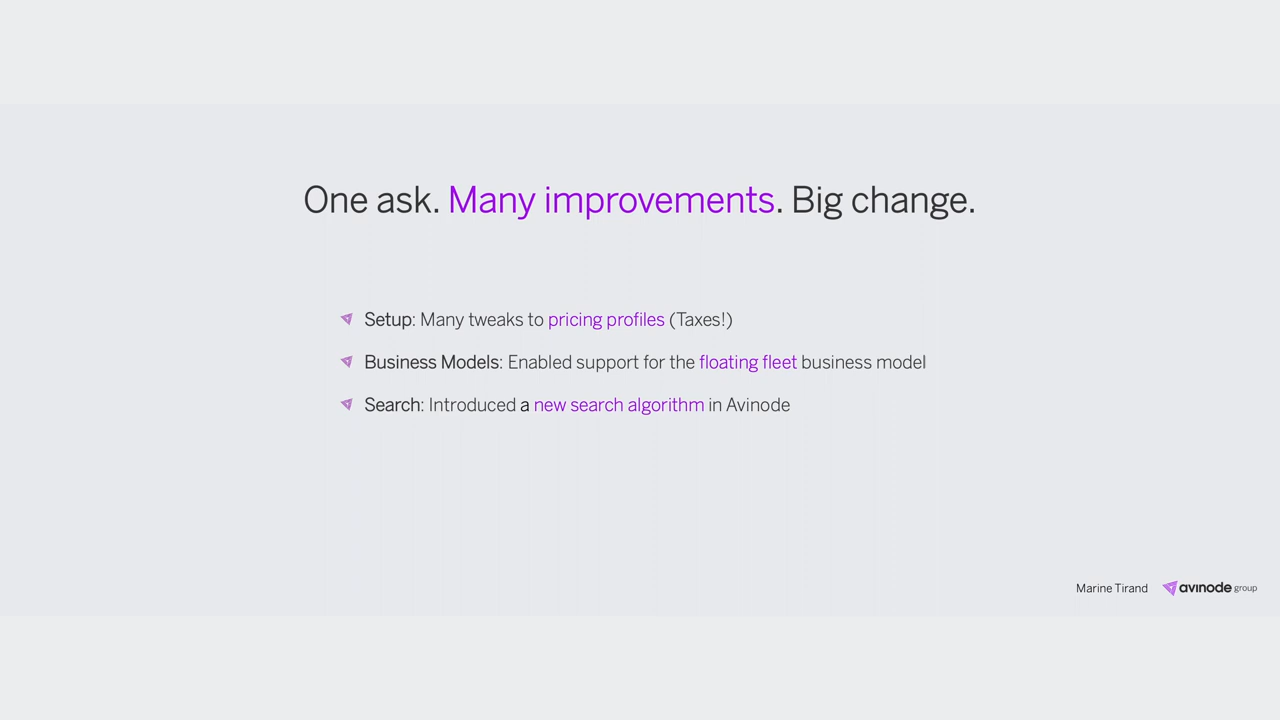 One ask. Many improvements. Big change.
Setup: Many tweaks to pricing profiles (Taxes!)
Business Models: Enabled support for the floating fleet business model
Search: Introduced a new search algorithm in Avinode
Marine Tirand avinode group